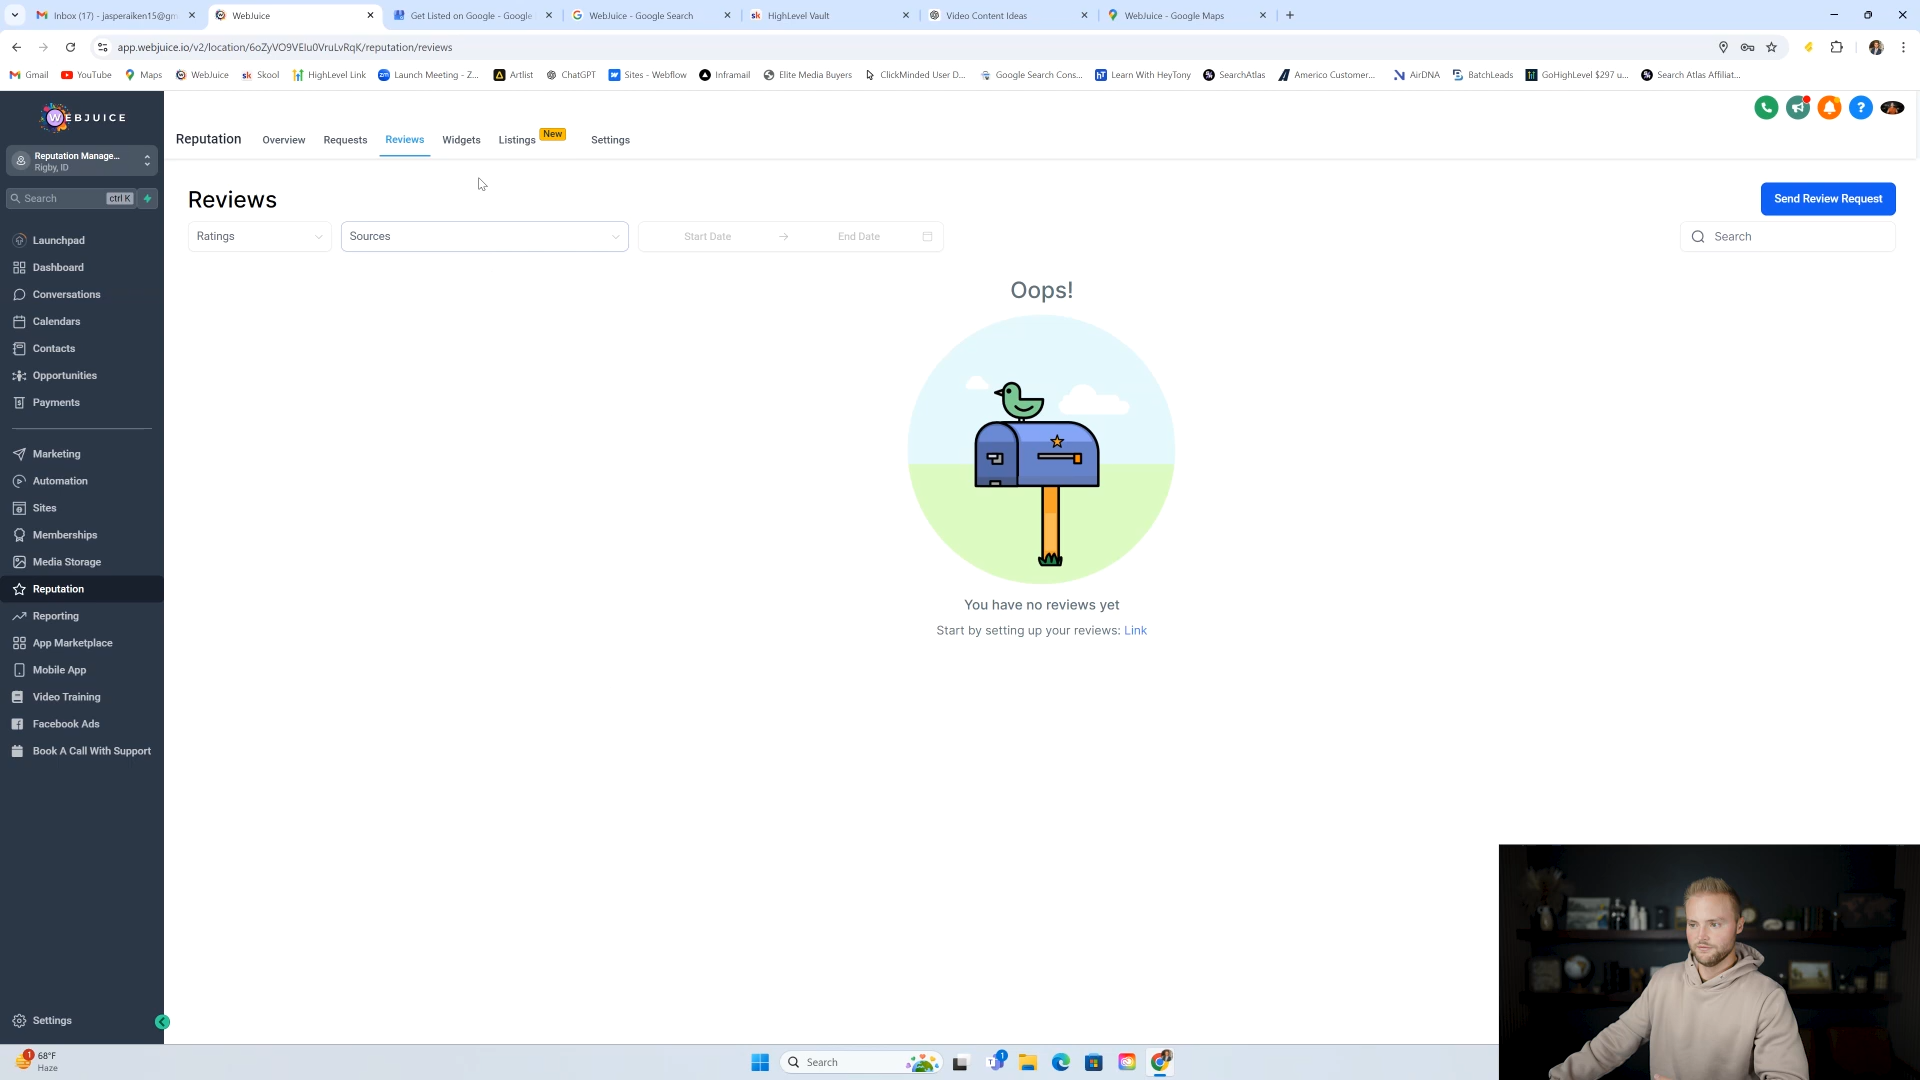 Inbox (17) - jasperaiken15@gm
WebJuice
Get Listed on Google - Google
WebJuice - Google Search
HighLevel Vault
Video Content Ideas
WebJuice - Google Maps
app.webjuice.io/v2/location/6oZyVO9VEIu0VruLvRqK/reputation/reviews
Gmail
YouTube
Maps
WebJuice
Skool
HighLevel Link
Launch Meeting - Z...
Artlist
ChatGPT
Sites - Webflow
Inframail
Elite Media Buyers
ClickMinded User D...
Google Search Cons...
Learn With HeyTony
SearchAtlas
Americo Customer...
AirDNA
BatchLeads
GoHighLevel $297 u...
Search Atlas Affiliat...
WEBJUICE
Reputation Manage...
Rigby, ID
Search
ctrl K
Launchpad
Dashboard
Conversations
Calendars
Contacts
Opportunities
Payments
Marketing
Automation
Sites
Memberships
Media Storage
Reputation
Reporting
App Marketplace
Mobile App
Video Training
Facebook Ads
Book A Call With Support
Settings
Reputation
Overview
Requests
Reviews
Widgets
Listings
New
Settings
Reviews
Send Review Request
Ratings
Sources
Start Date
End Date
Search
Oops!
You have no reviews yet
Start by setting up your reviews: Link
1
68°F
Haze
Search
1